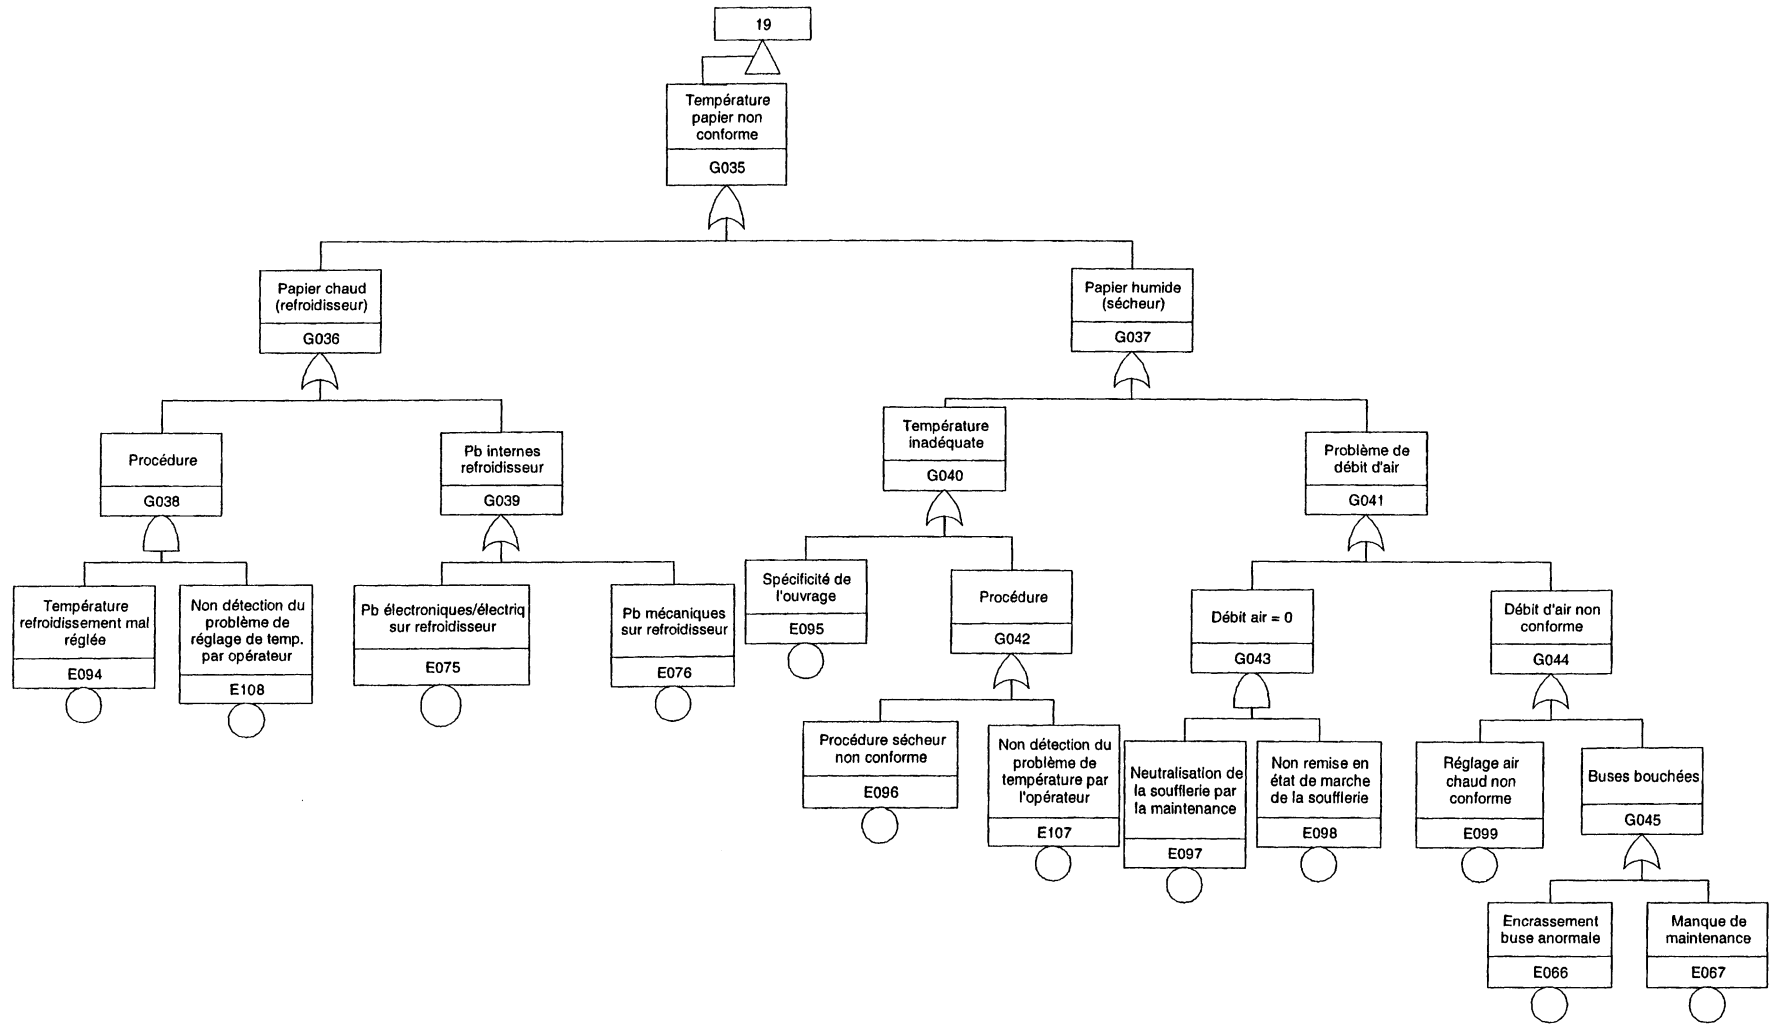 19
Température
papier non
conforme
G035
Papier chaud
(refroidisseur)
G036
Papier humide
(sécheur)
G037
Procédure
G038
Pb internes
refroidisseur
G039
Température
inadéquate
G040
Problème de
débit d'air
G041
Température
refroidissement mal
réglée
E094
Non détection du
problème de
réglage de temp.
par opérateur
E108
Pb électroniques/électriq
sur refroidisseur
E075
Pb mécaniques
sur refroidisseur
E076
Spécificité de
l'ouvrage
E095
Procédure
G042
Débit air = 0
G043
Débit d'air non
conforme
G044
Procédure sécheur
non conforme
E096
Non détection du
problème de
température par
l'opérateur
E107
Neutralisation de
la soufflerie par
la maintenance
E097
Non remise en
état de marche
de la soufflerie
E098
Réglage air
chaud non
conforme
E099
Buses bouchées
G045
Encrassement
buse anormale
E066
Manque de
maintenance
E067